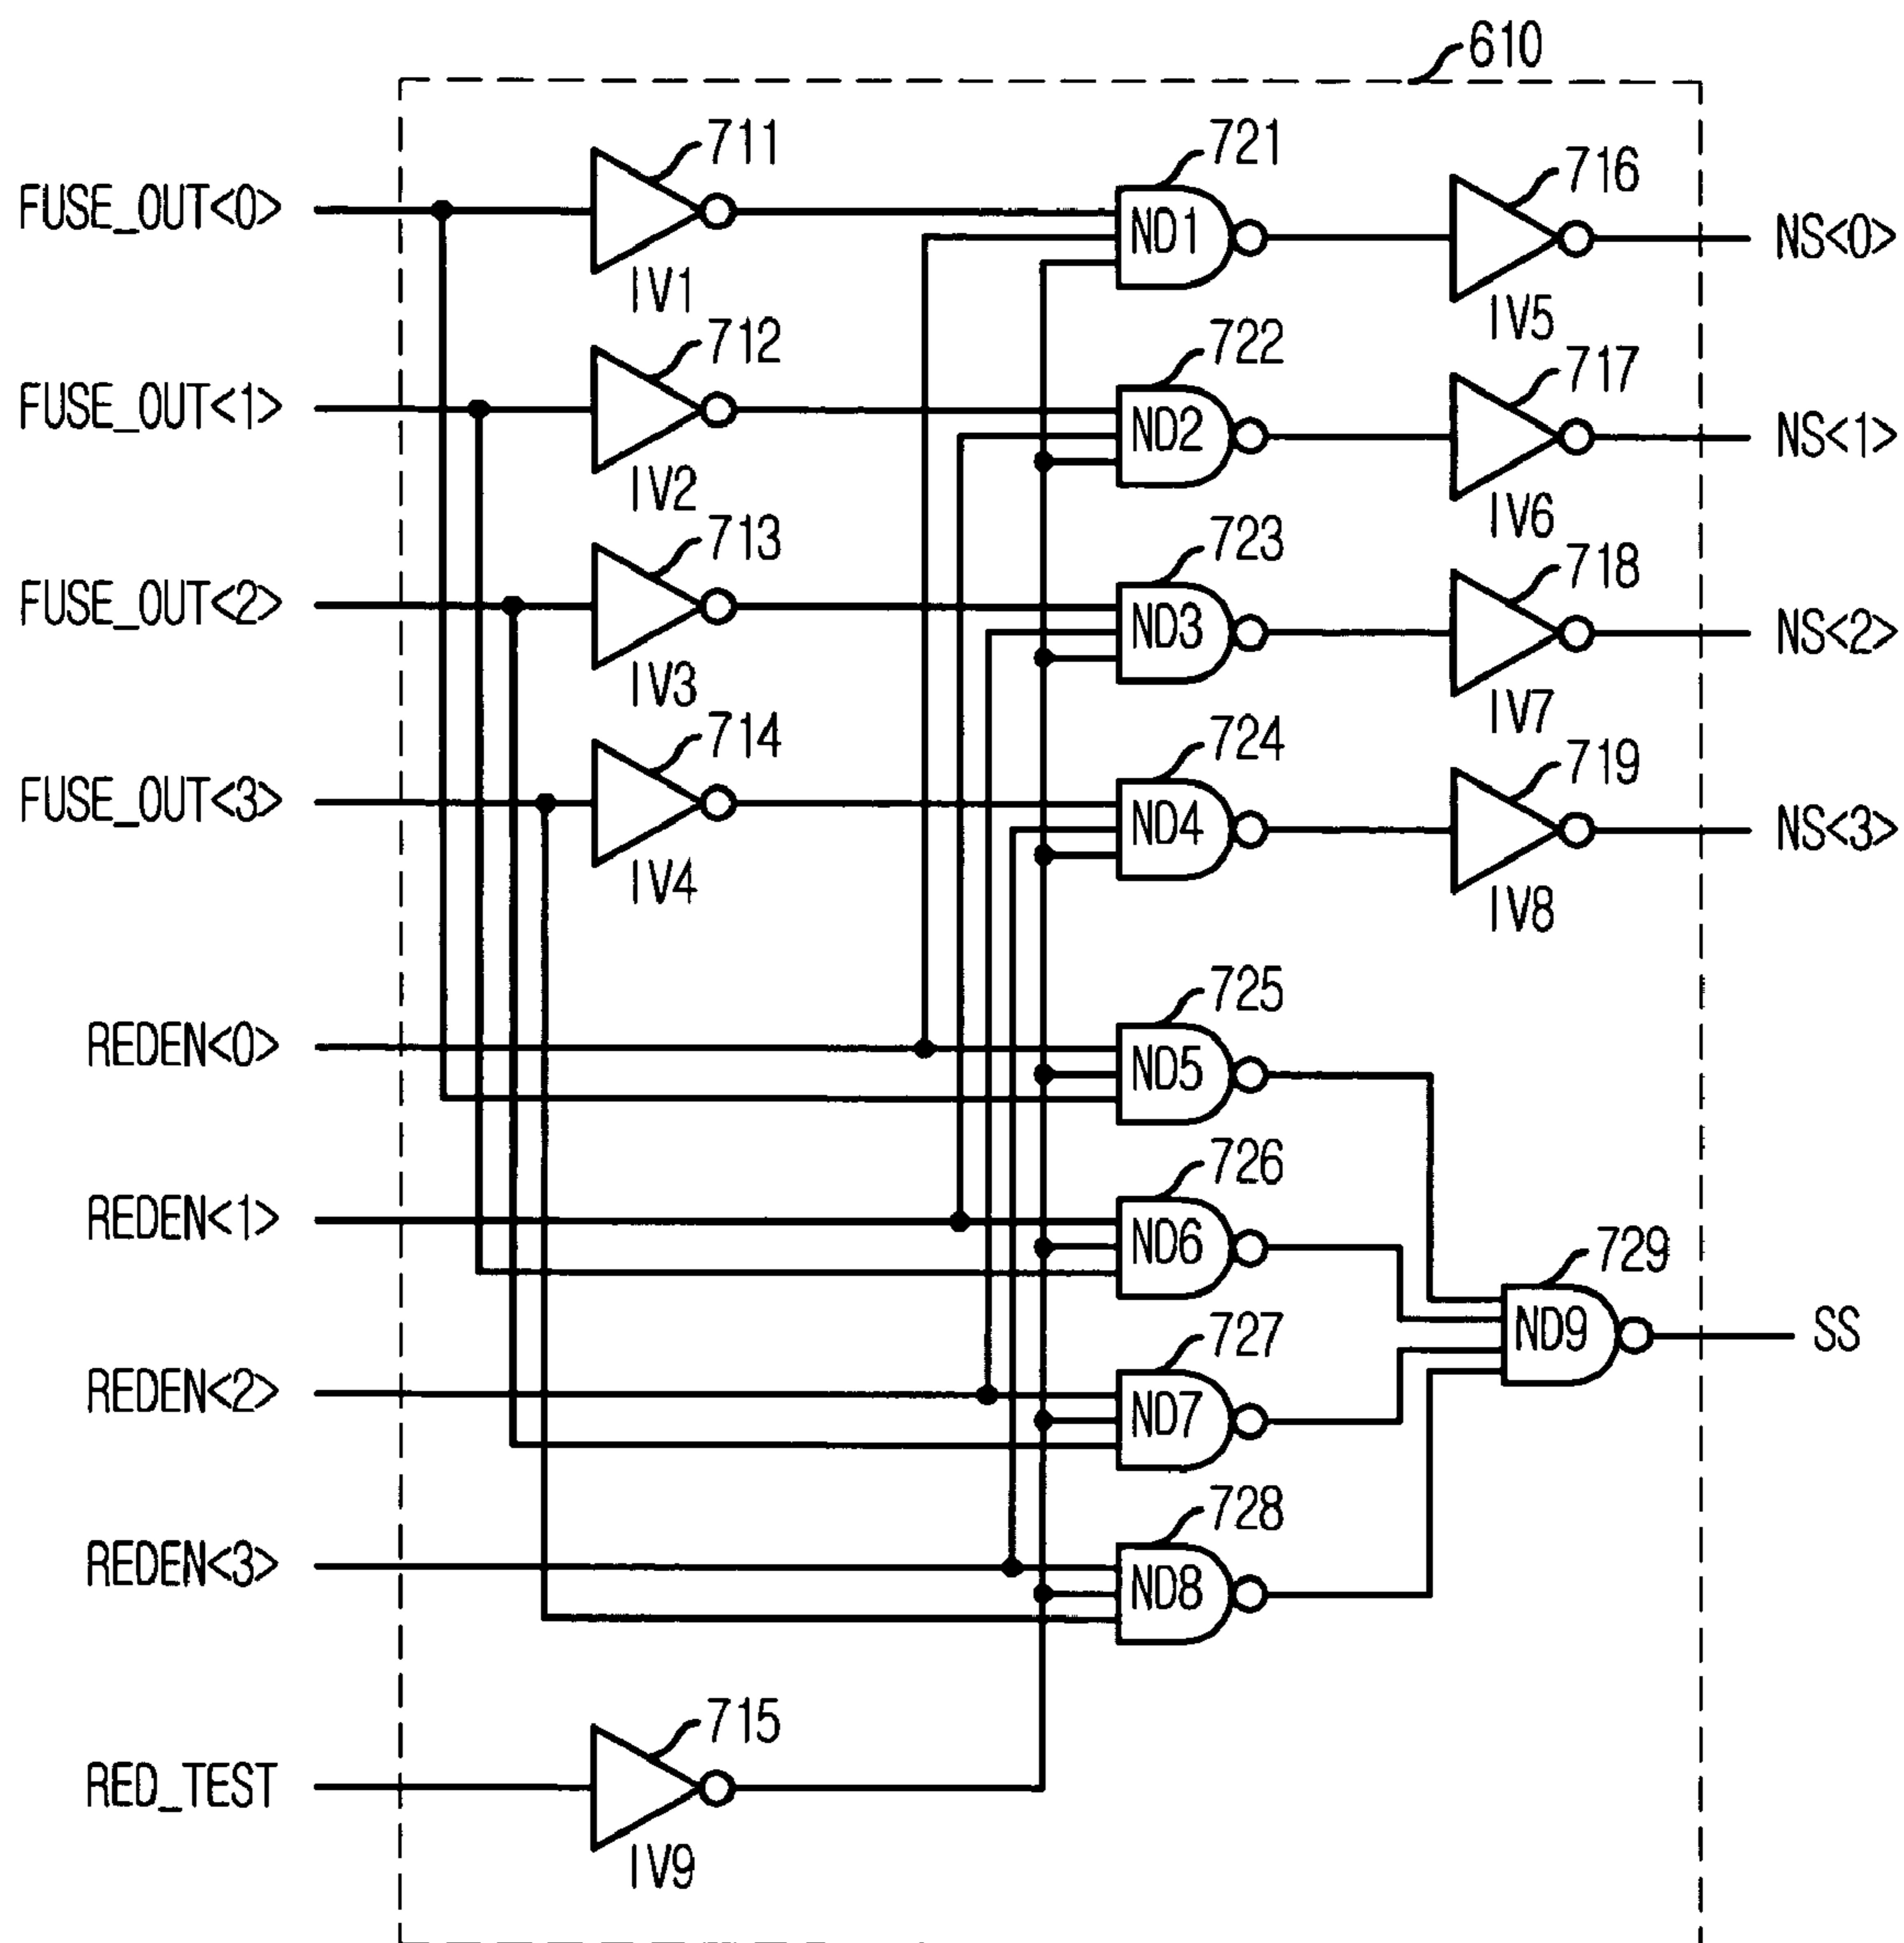 610
711
721
716
FUSE_OUT<0>
ND1
NS<0>
IV1
IV5
712
722
717
FUSE_OUT<1>
ND2
NS<1>
IV2
IV6
713
723
718
FUSE_OUT<2>
ND3
NS<2>
IV3
IV7
714
724
719
FUSE_OUT<3>
ND4
NS<3>
IV4
IV8
725
REDEN<0>
ND5
726
REDEN<1>
ND6
729
727
ND9
SS
REDEN<2>
ND7
728
REDEN<3>
ND8
715
RED_TEST
IV9